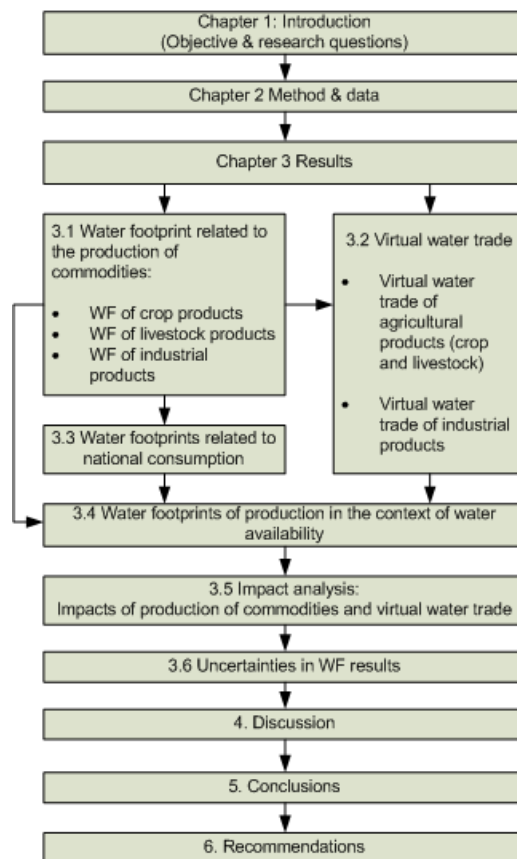 Chapter 1: Introduction
(Objective & research questions)
Chapter 2 Method & data
Chapter 3 Results
3.1 Water footprint related to
the production of
commodities:
• WF of crop products
• WF of livestock products
• WF of industrial
products
3.2 Virtual water trade
• Virtual water
trade of
agricultural
products (crop
and livestock)
• Virtual water
trade of industrial
products
3.3 Water footprints related to
national consumption
3.4 Water footprints of production in the context of water
availability
3.5 Impact analysis:
Impacts of production of commodities and virtual water trade
3.6 Uncertainties in WF results
4. Discussion
5. Conclusions
6. Recommendations